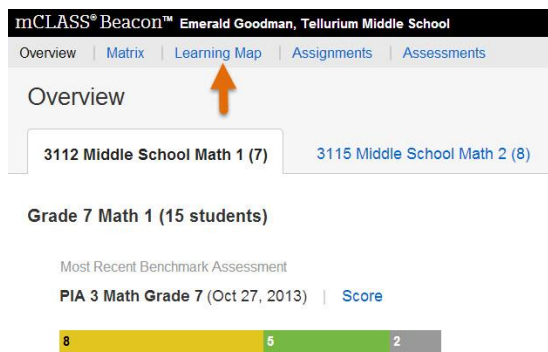 mCLASS® Beacon™ Emerald Goodman, Tellurium Middle School
Overview | Matrix | Learning Map | Assignments | Assessments
Overview
3112 Middle School Math 1 (7) 3115 Middle School Math 2 (8)
Grade 7 Math 1 (15 students)
Most Recent Benchmark Assessment
PIA 3 Math Grade 7 (Oct 27, 2013) | Score
8 5 2